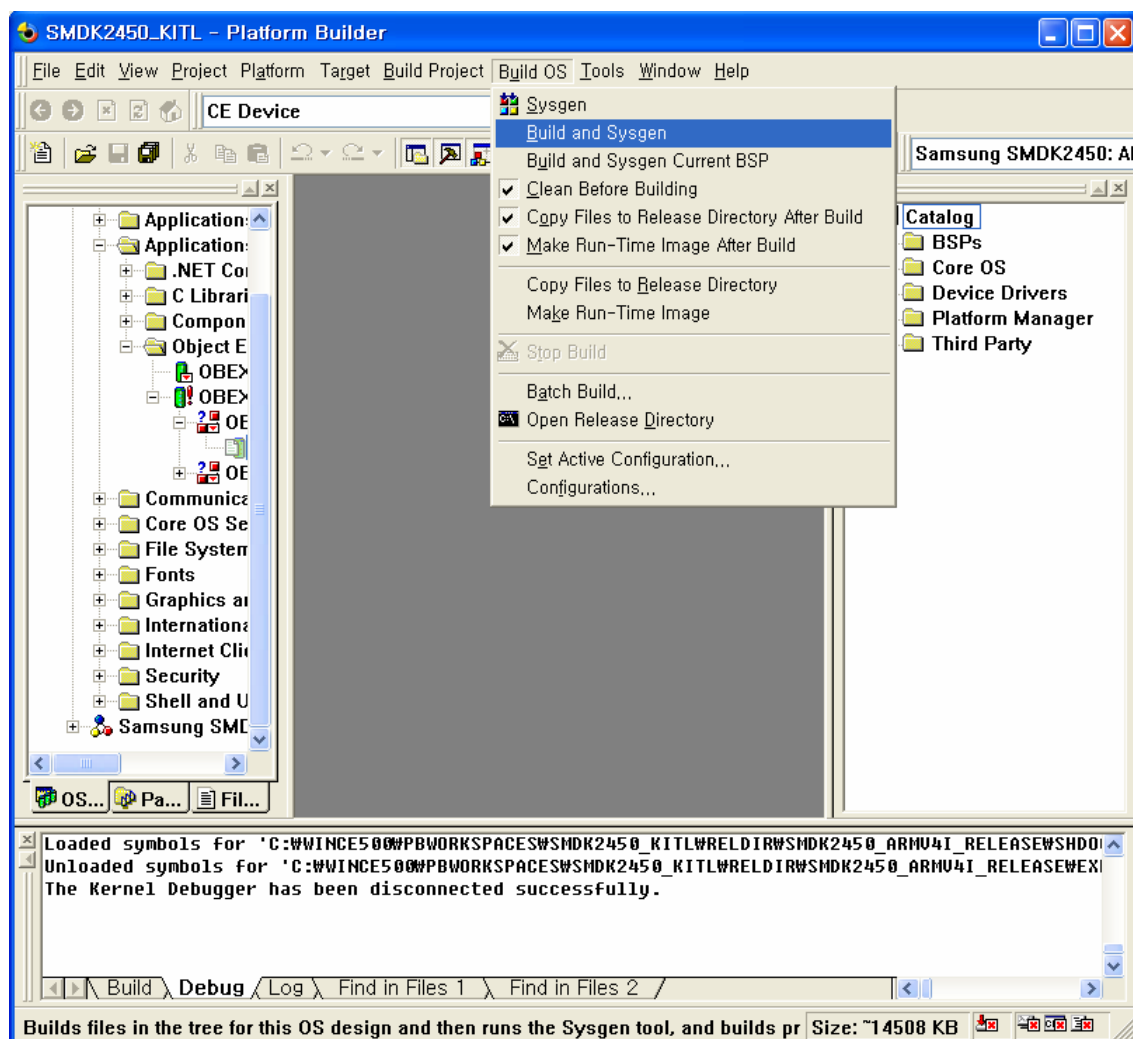 SMDK2450_KITL - Platform Builder
File Edit View Project Platform Target Build Project Build OS Tools Window Help
CE Device
Samsung SMDK2450: AI
Sysgen
Build and Sysgen
Build and Sysgen Current BSP
Clean Before Building
Copy Files to Release Directory After Build
Make Run-Time Image After Build
Copy Files to Release Directory
Make Run-Time Image
Stop Build
Batch Build...
Open Release Directory
Set Active Configuration...
Configurations...
Application:
Application:
.NET Co
C Librari
Compon
Object E
OBEX
OBEX
OE
OE
Communica
Core OS Se
File System
Fonts
Graphics a
Internationa
Internet Clie
Security
Shell and U
Samsung SMD
OS... Pa... Fil...
Catalog
BSPs
Core OS
Device Drivers
Platform Manager
Third Party
Loaded symbols for 'C:₩WINCE500₩PBWORKSPACES₩SMDK2450_KITL₩RELDIR₩SMDK2450_ARMV4I_RELEASE₩SHDO
Unloaded symbols for 'C:₩WINCE500₩PBWORKSPACES₩SMDK2450_KITL₩RELDIR₩SMDK2450_ARMV4I_RELEASE₩EX
The Kernel Debugger has been disconnected successfully.
Build Debug Log Find in Files 1 Find in Files 2
Builds files in the tree for this OS design and then runs the Sysgen tool, and builds pr Size: ~14508 KB